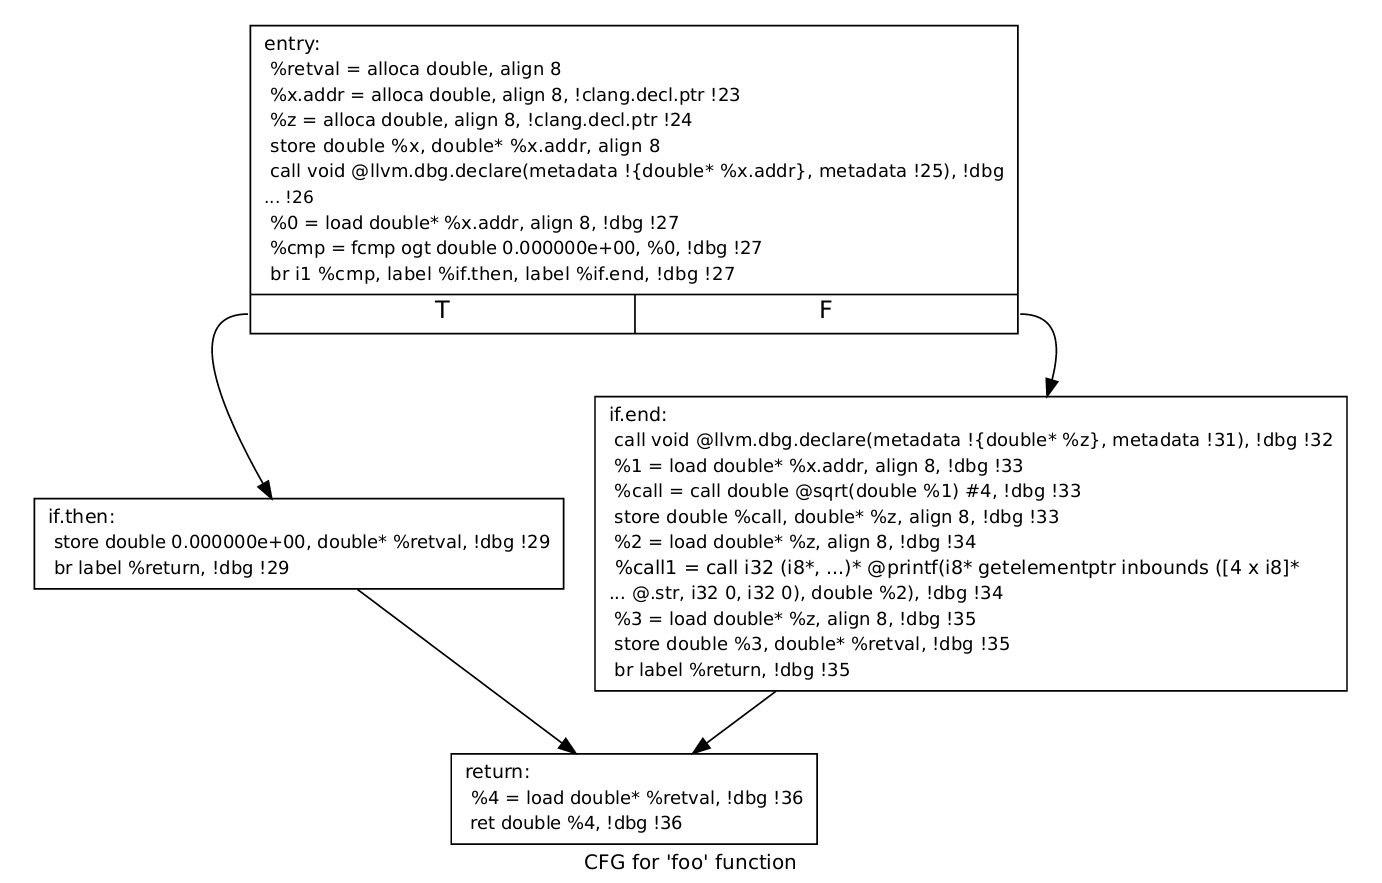 entry:
%retval = alloca double, align 8
%x.addr = alloca double, align 8, !clang.decl.ptr !23
%z = alloca double, align 8, !clang.decl.ptr !24
store double %x, double* %x.addr, align 8
call void @llvm.dbg.declare(metadata !{double* %x.addr}, metadata !25), !dbg
... !26
%0 = load double* %x.addr, align 8, !dbg !27
%cmp = fcmp ogt double 0.000000e+00, %0, !dbg !27
br i1 %cmp, label %if.then, label %if.end, !dbg !27
T
F
if.then:
store double 0.000000e+00, double* %retval, !dbg !29
br label %return, !dbg !29
if.end:
call void @llvm.dbg.declare(metadata !{double* %z}, metadata !31), !dbg !32
%1 = load double* %x.addr, align 8, !dbg !33
%call = call double @sqrt(double %1) #4, !dbg !33
store double %call, double* %z, align 8, !dbg !33
%2 = load double* %z, align 8, !dbg !34
%call1 = call i32 (i8*, ...)* @printf(i8* getelementptr inbounds ([4 x i8]*
... @.str, i32 0, i32 0), double %2), !dbg !34
%3 = load double* %z, align 8, !dbg !35
store double %3, double* %retval, !dbg !35
br label %return, !dbg !35
return:
%4 = load double* %retval, !dbg !36
ret double %4, !dbg !36
CFG for 'foo' function